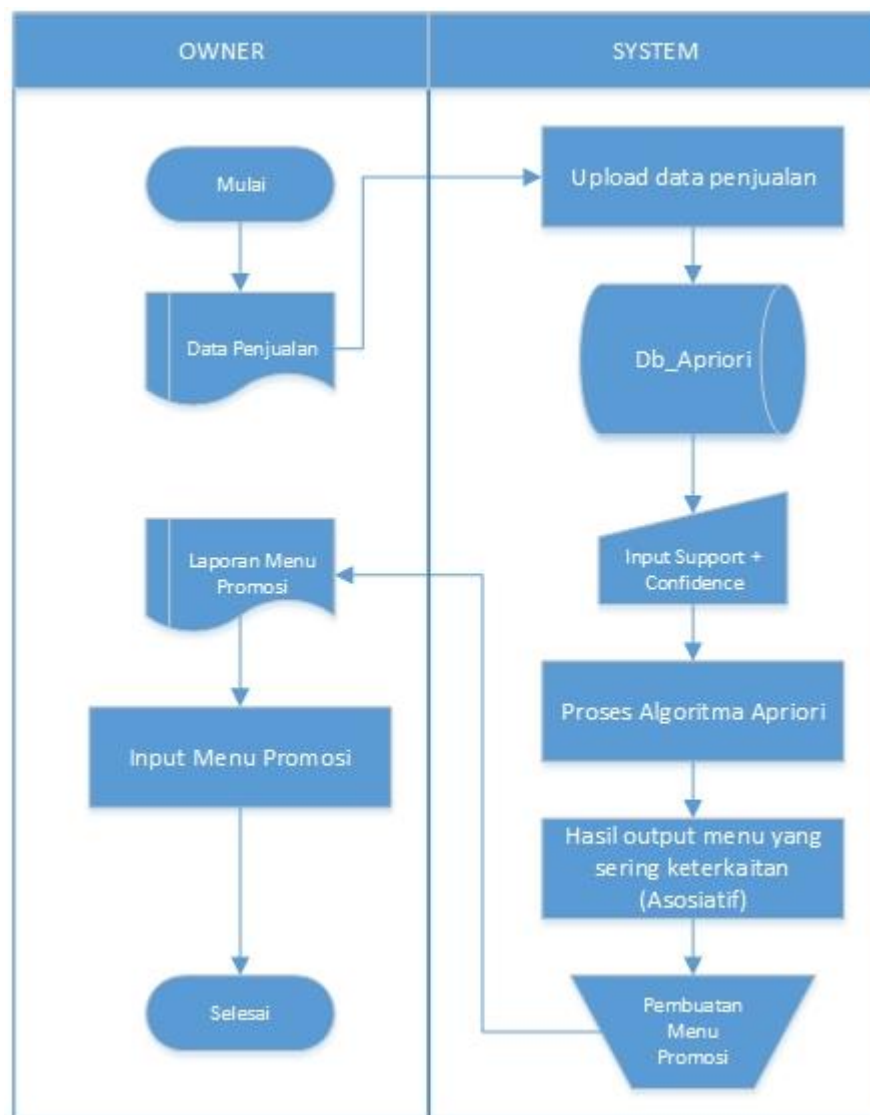 OWNER
SYSTEM
Mulai
Data Penjualan
Upload data penjualan
Db_Apriori
Input Support +
Confidence
Proses Algoritma Apriori
Hasil output menu yang
sering keterkaitan
(Asosiatif)
Pembuatan
Menu
Promosi
Laporan Menu
Promosi
Input Menu Promosi
Selesai